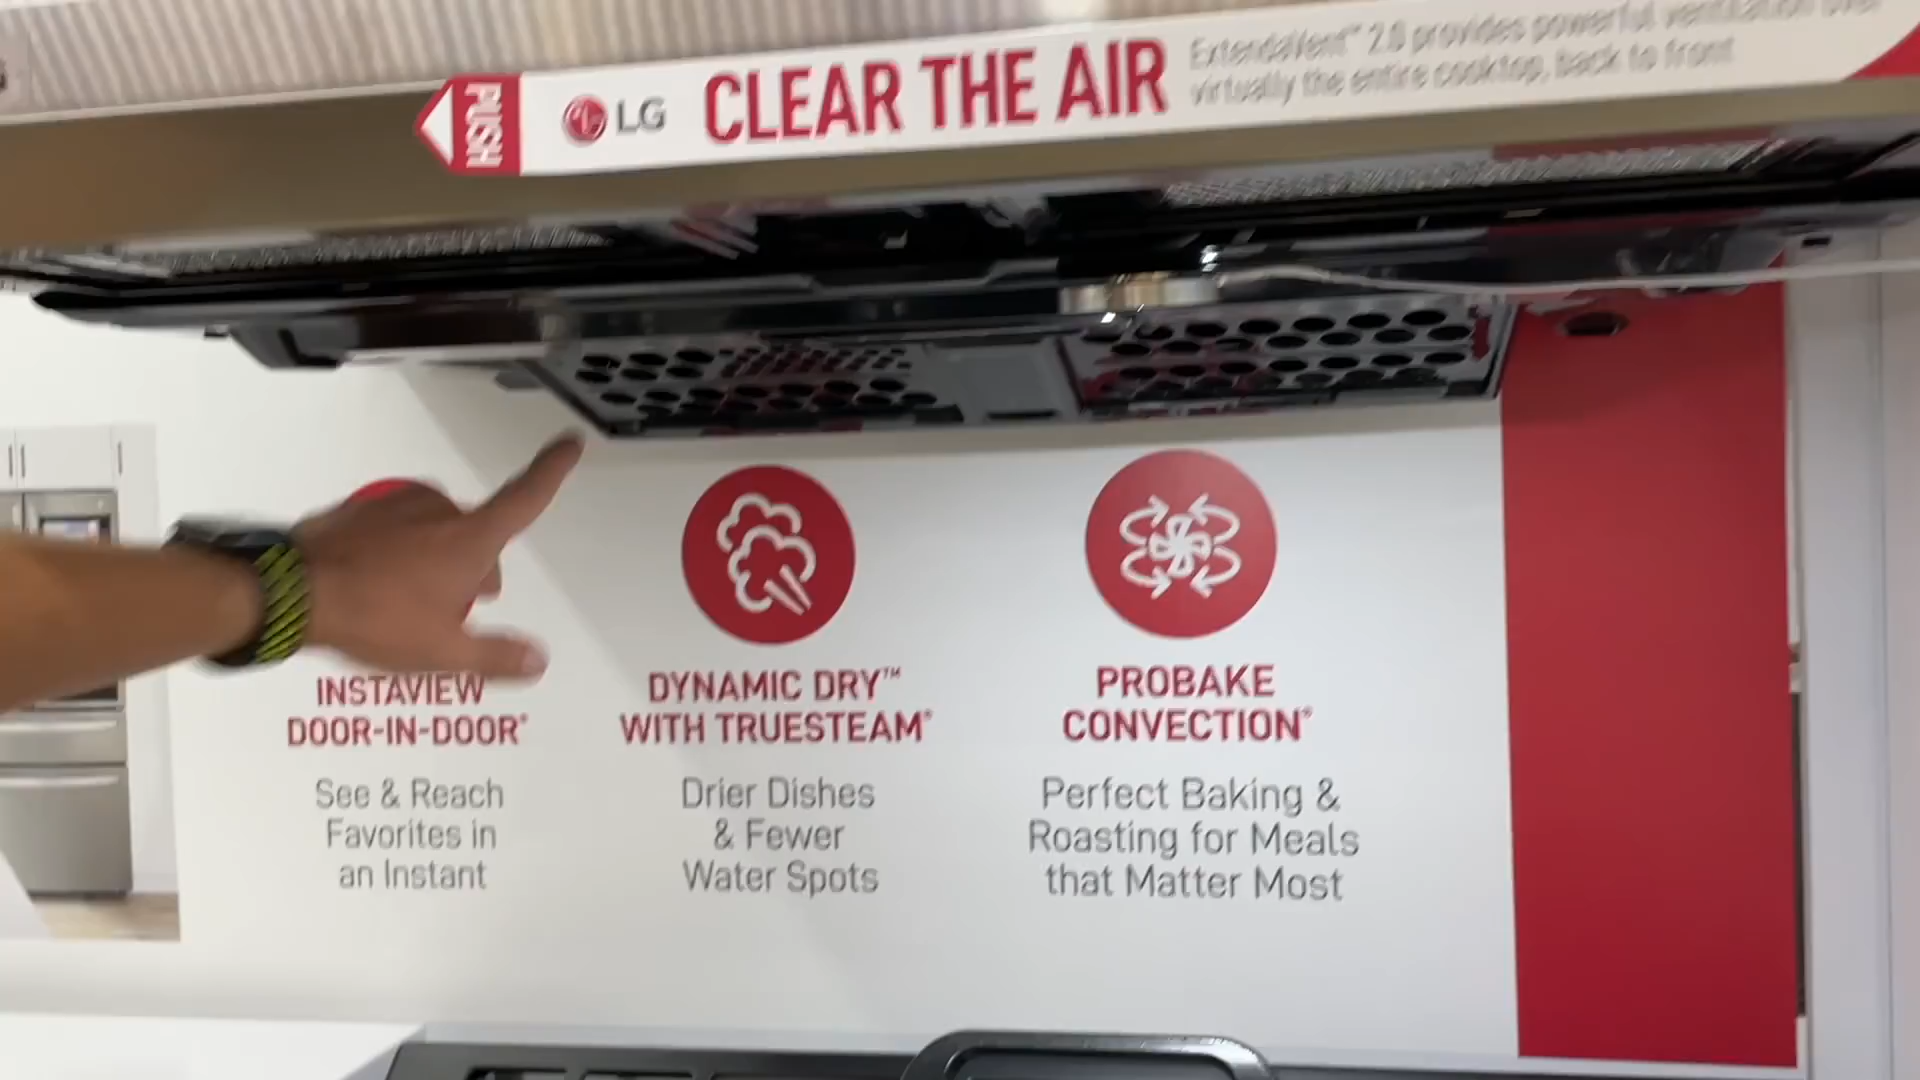 PUSH
LG
CLEAR THE AIR
ExtendaVent™ 2.0 provides powerful ventilation over
virtually the entire cooktop, back to front
INSTAVIEW
DOOR-IN-DOOR®
See & Reach
Favorites in
an Instant
DYNAMIC DRY™
WITH TRUESTEAM®
Drier Dishes
& Fewer
Water Spots
PROBAKE
CONVECTION®
Perfect Baking &
Roasting for Meals
that Matter Most